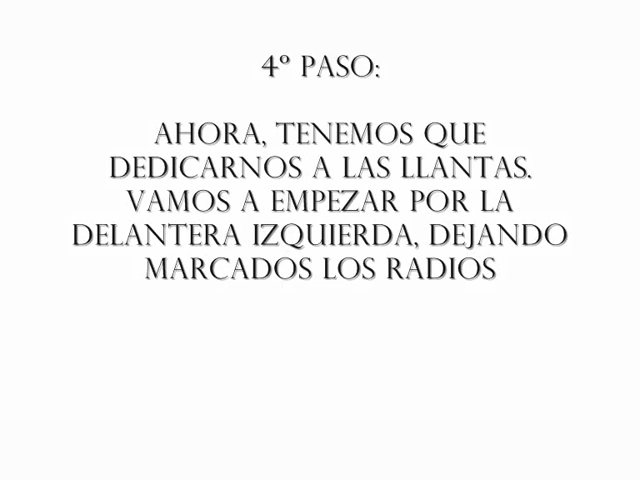 4º PASO:
AHORA, TENEMOS QUE
DEDICARNOS A LAS LLANTAS.
VAMOS A EMPEZAR POR LA
DELANTERA IZQUIERDA, DEJANDO
MARCADOS LOS RADIOS